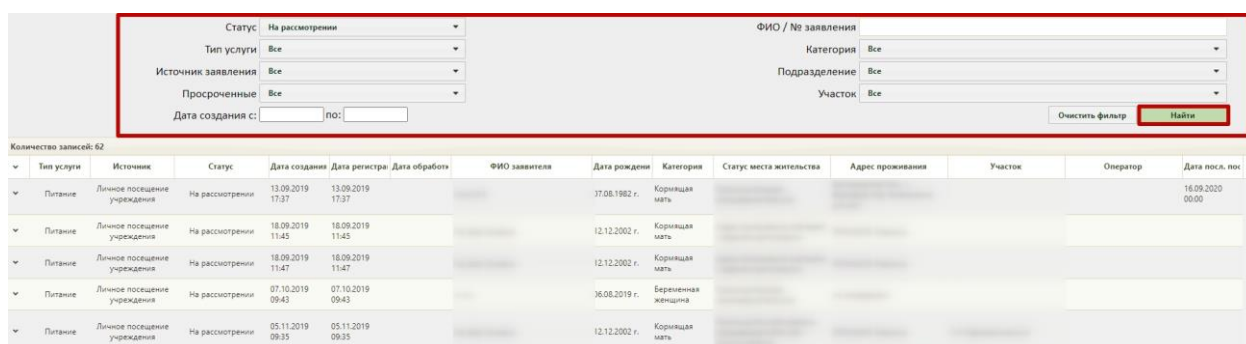 Статус На рассмотрении ФИО / № заявления
Тип услуги Все Категория Все
Источник заявления Все Подразделение Все
Просроченные Все Участок Все
Дата создания с: по: Очистить фильтр Найти
Количество записей: 62
Тип услуги Источник Статус Дата создания Дата регистра Дата обработк ФИО заявителя Дата рождени Категория Статус места жительства Адрес проживания Участок Оператор Дата посл. пос
Питание Личное посещение учреждения На рассмотрении 13.09.2019 17:37 13.09.2019 17:37 07.08.1982 г. Кормящая мать 16.09.2020 00:00
Питание Личное посещение учреждения На рассмотрении 18.09.2019 11:45 18.09.2019 11:45 12.12.2002 г. Кормящая мать
Питание Личное посещение учреждения На рассмотрении 18.09.2019 11:47 18.09.2019 11:47 12.12.2002 г. Кормящая мать
Питание Личное посещение учреждения На рассмотрении 07.10.2019 09:43 07.10.2019 09:43 06.08.2019 г. Беременная женщина
Питание Личное посещение учреждения На рассмотрении 05.11.2019 09:35 05.11.2019 09:35 12.12.2002 г. Кормящая мать